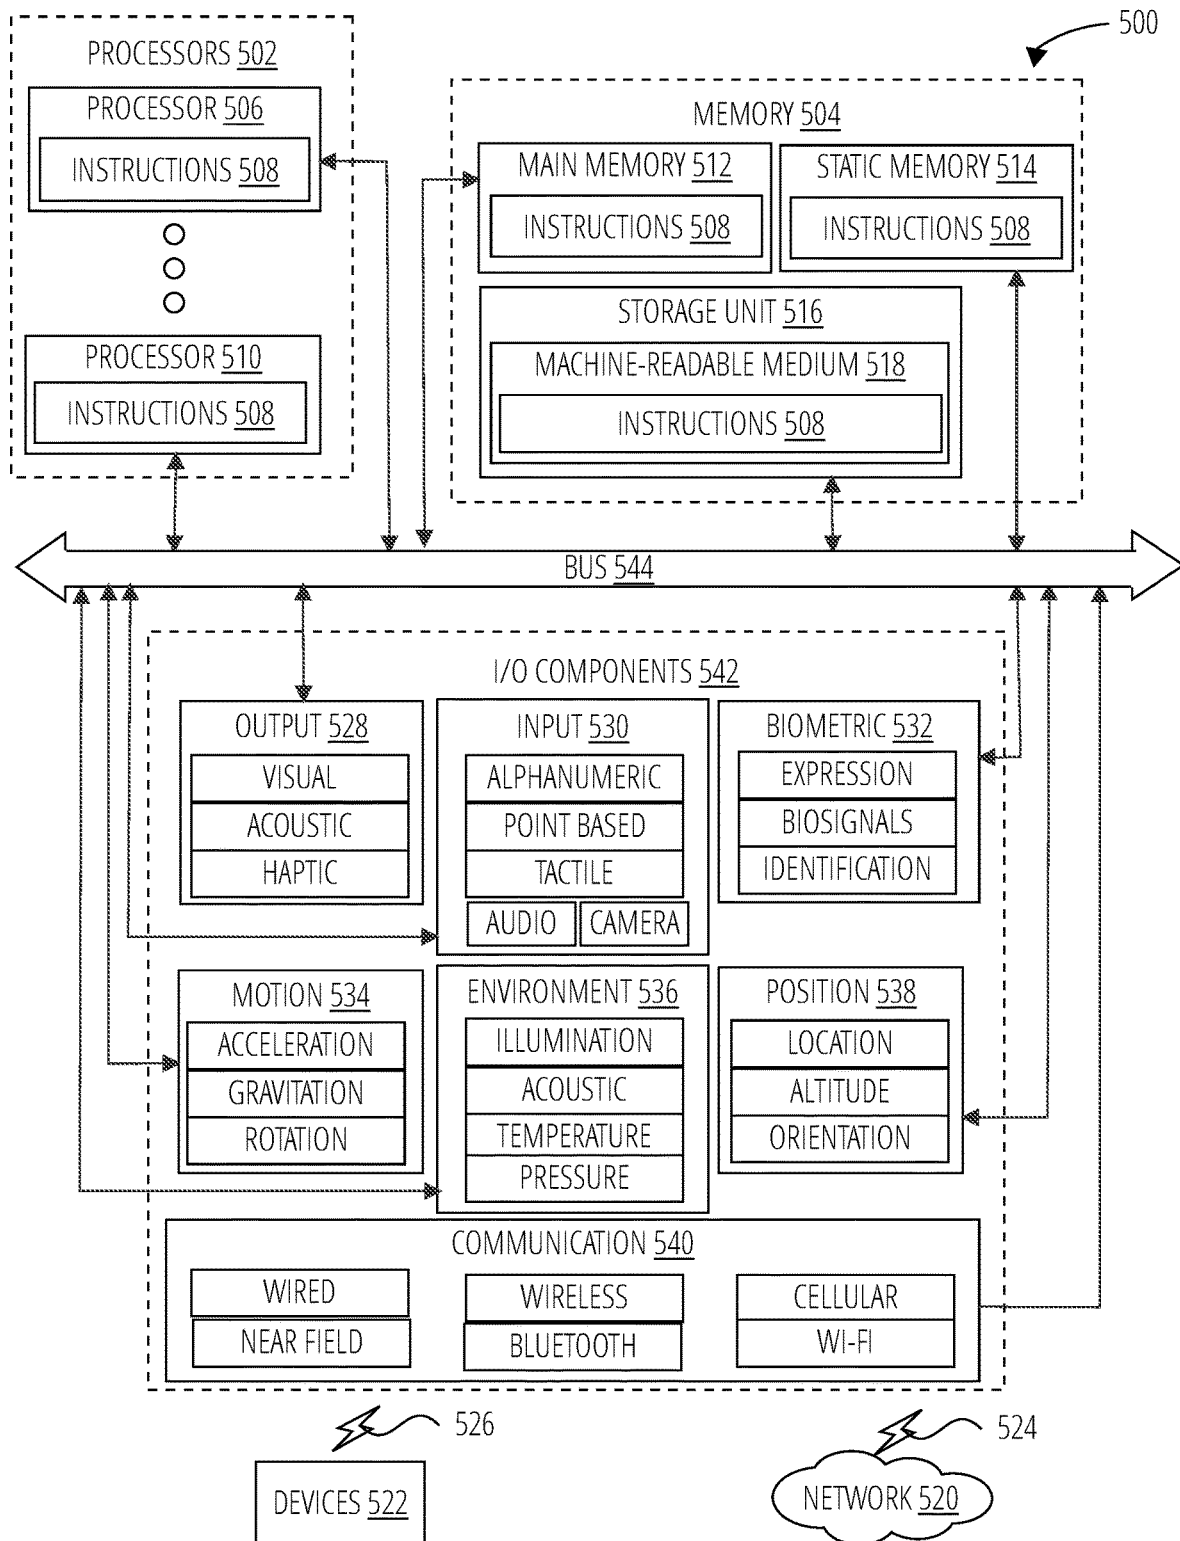 500
PROCESSORS 502
PROCESSOR 506
INSTRUCTIONS 508
PROCESSOR 510
INSTRUCTIONS 508
MEMORY 504
MAIN MEMORY 512
INSTRUCTIONS 508
STATIC MEMORY 514
INSTRUCTIONS 508
STORAGE UNIT 516
MACHINE-READABLE MEDIUM 518
INSTRUCTIONS 508
BUS 544
I/O COMPONENTS 542
OUTPUT 528
VISUAL
ACOUSTIC
HAPTIC
INPUT 530
ALPHANUMERIC
POINT BASED
TACTILE
AUDIO
CAMERA
BIOMETRIC 532
EXPRESSION
BIOSIGNALS
IDENTIFICATION
MOTION 534
ACCELERATION
GRAVITATION
ROTATION
ENVIRONMENT 536
ILLUMINATION
ACOUSTIC
TEMPERATURE
PRESSURE
POSITION 538
LOCATION
ALTITUDE
ORIENTATION
COMMUNICATION 540
WIRED
NEAR FIELD
WIRELESS
BLUETOOTH
CELLULAR
WI-FI
526
524
DEVICES 522
NETWORK 520